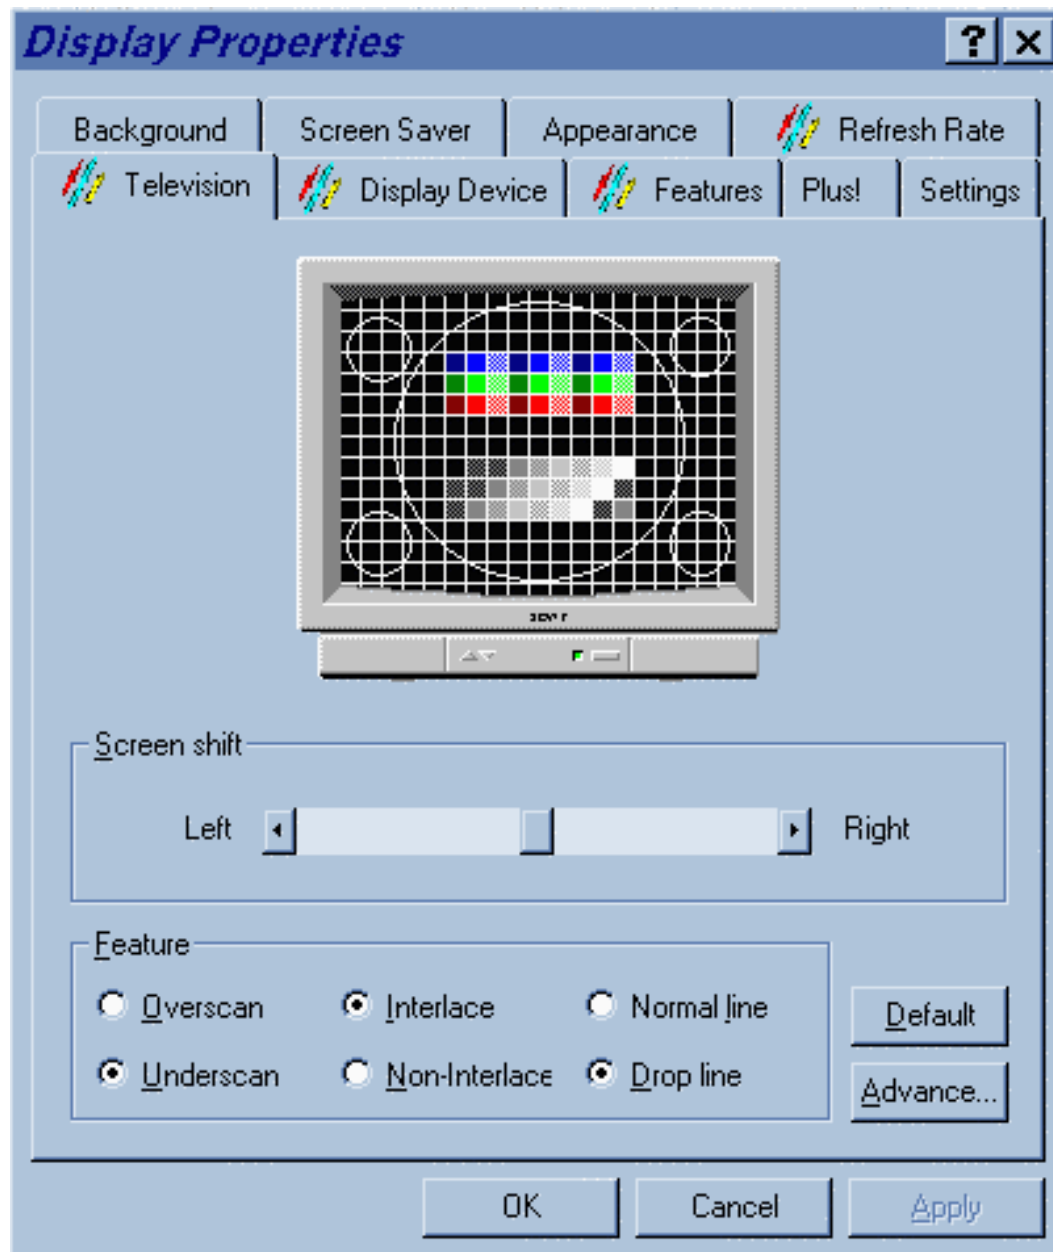 Display Properties
Background Screen Saver Appearance Refresh Rate
Television Display Device Features Plus! Settings
Screen shift
Left Right
Feature
Overscan Interlace Normal line
Default
Underscan Non-Interlace Drop line
Advance...
OK Cancel Apply